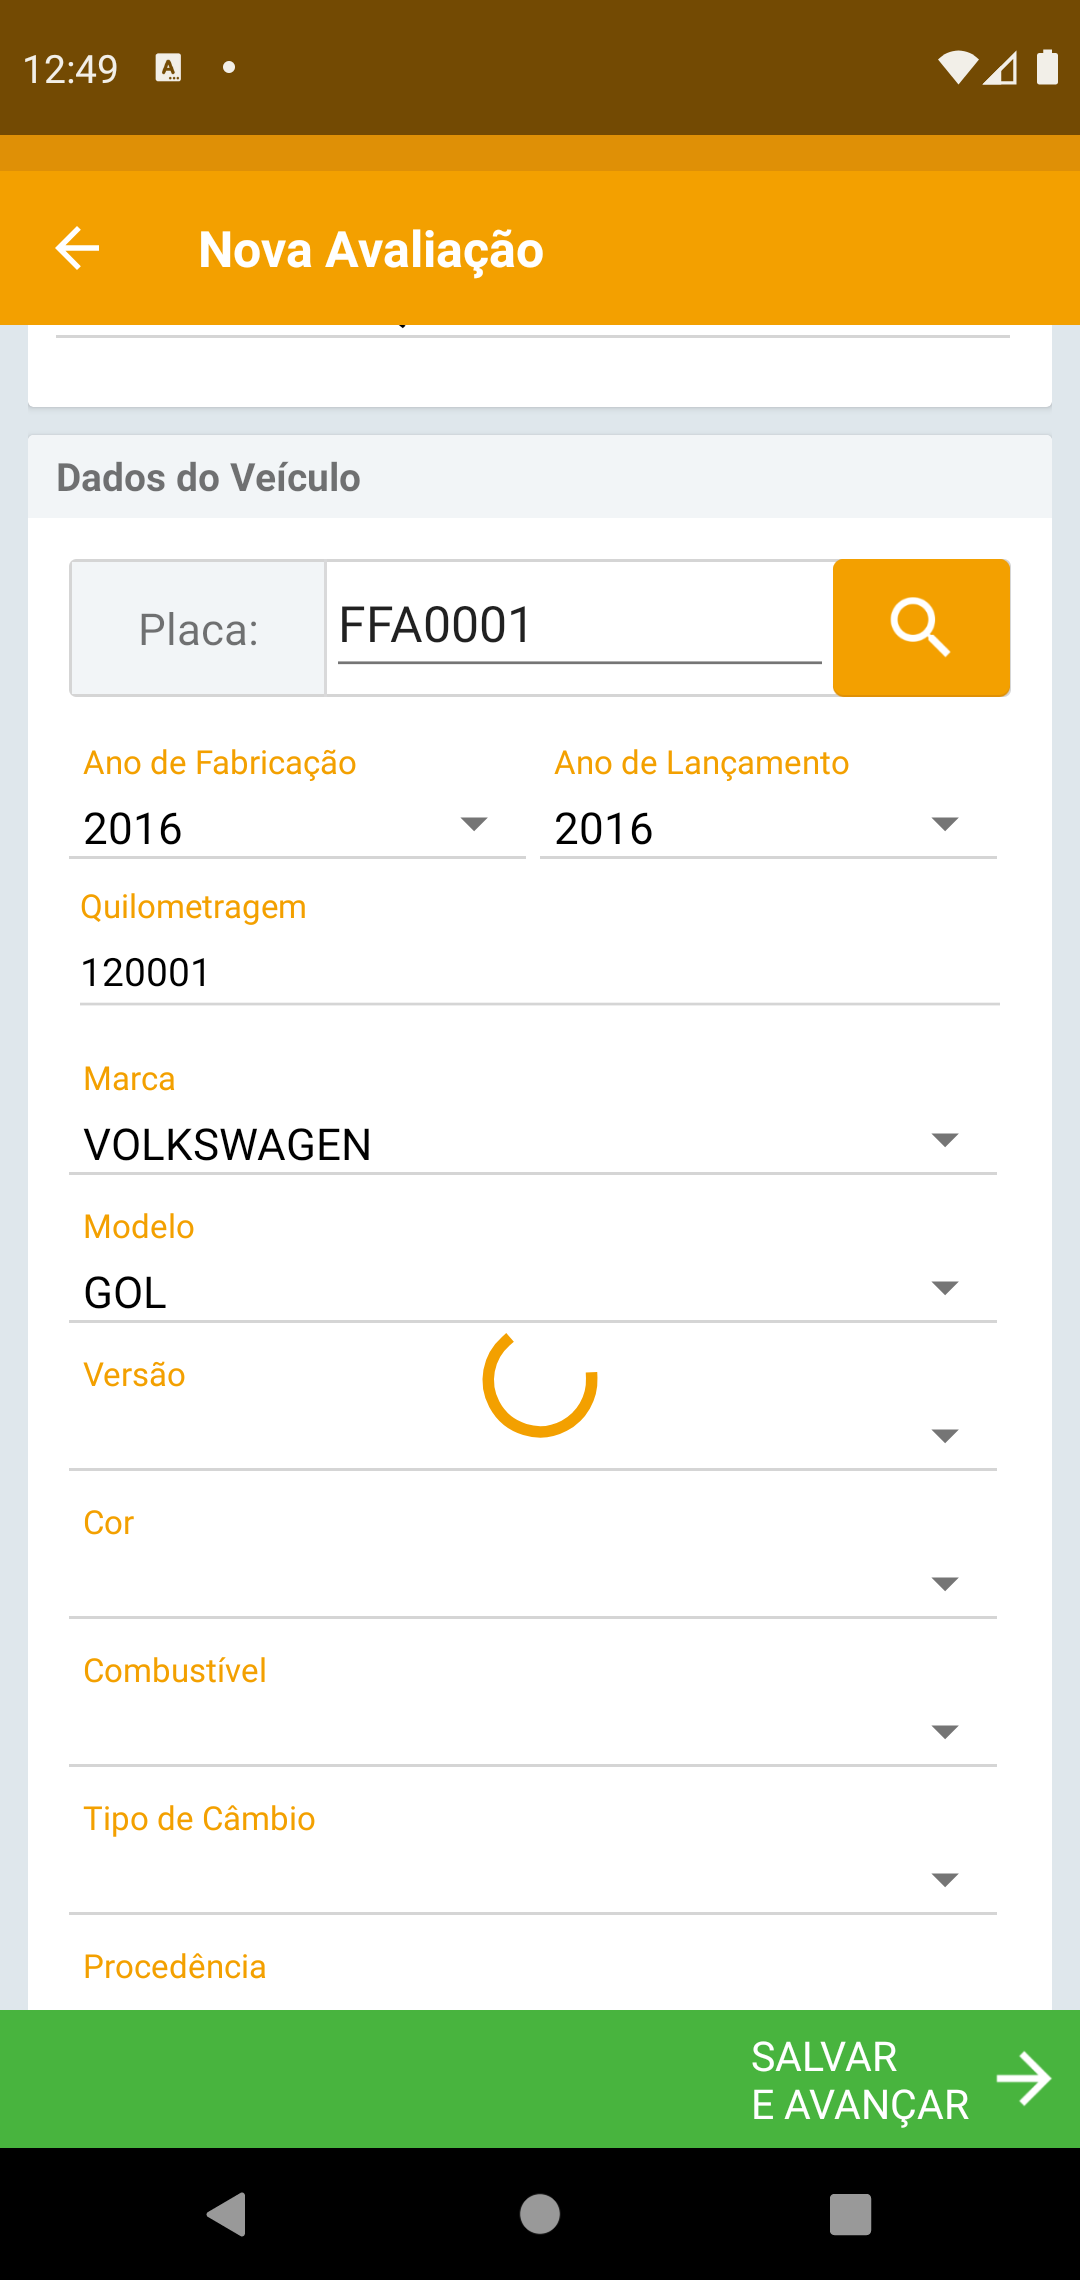 12:49
Nova Avaliação
Dados do Veículo
Placa:
FFA0001
Ano de Fabricação
Ano de Lançamento
2016
2016
Quilometragem
120001
Marca
VOLKSWAGEN
Modelo
GOL
Versão
Cor
Combustível
Tipo de Câmbio
Procedência
SALVAR
E AVANÇAR